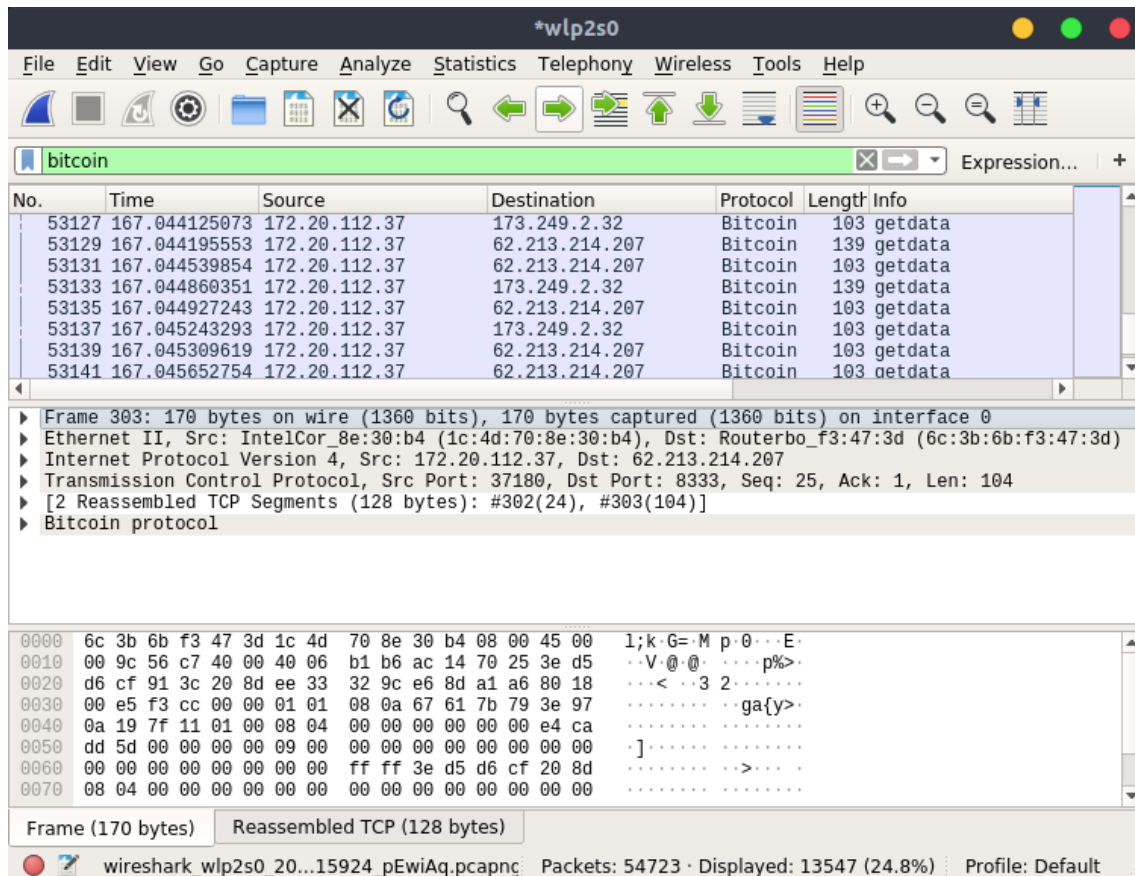 *wlp2s0
File Edit View Go Capture Analyze Statistics Telephony Wireless Tools Help
bitcoin Expression... +
No. Time Source Destination Protocol Length Info
53127 167.044125073 172.20.112.37 173.249.2.32 Bitcoin 103 getdata
53129 167.044195553 172.20.112.37 62.213.214.207 Bitcoin 139 getdata
53131 167.044539854 172.20.112.37 62.213.214.207 Bitcoin 103 getdata
53133 167.044860351 172.20.112.37 173.249.2.32 Bitcoin 139 getdata
53135 167.044927243 172.20.112.37 62.213.214.207 Bitcoin 103 getdata
53137 167.045243293 172.20.112.37 173.249.2.32 Bitcoin 103 getdata
53139 167.045309619 172.20.112.37 62.213.214.207 Bitcoin 103 getdata
53141 167.045652754 172.20.112.37 62.213.214.207 Bitcoin 103 getdata
Frame 303: 170 bytes on wire (1360 bits), 170 bytes captured (1360 bits) on interface 0
Ethernet II, Src: IntelCor_8e:30:b4 (1c:4d:70:8e:30:b4), Dst: Routerbo_f3:47:3d (6c:3b:6b:f3:47:3d)
Internet Protocol Version 4, Src: 172.20.112.37, Dst: 62.213.214.207
Transmission Control Protocol, Src Port: 37180, Dst Port: 8333, Seq: 25, Ack: 1, Len: 104
[2 Reassembled TCP Segments (128 bytes): #302(24), #303(104)]
Bitcoin protocol
0000 6c 3b 6b f3 47 3d 1c 4d 70 8e 30 b4 08 00 45 00 l;k·G=·M p·0···E·
0010 00 9c 56 c7 40 00 40 06 b1 b6 ac 14 70 25 3e d5 ··V·@·@· ····p%>·
0020 d6 cf 91 3c 20 8d ee 33 32 9c e6 8d a1 a6 80 18 ···< ··3 2·······
0030 00 e5 f3 cc 00 00 01 01 08 0a 67 61 7b 79 3e 97 ········ ··ga{y>·
0040 0a 19 7f 11 01 00 08 04 00 00 00 00 00 00 e4 ca ········ ········
0050 dd 5d 00 00 00 00 09 00 00 00 00 00 00 00 00 00 ·]······ ········
0060 00 00 00 00 00 00 00 00 ff ff 3e d5 d6 cf 20 8d ········ ··>··· ·
0070 08 04 00 00 00 00 00 00 00 00 00 00 00 00 00 00 ········ ········
Frame (170 bytes) Reassembled TCP (128 bytes)
wireshark_wlp2s0_20...15924_pEwiAq.pcapng Packets: 54723 · Displayed: 13547 (24.8%) Profile: Default